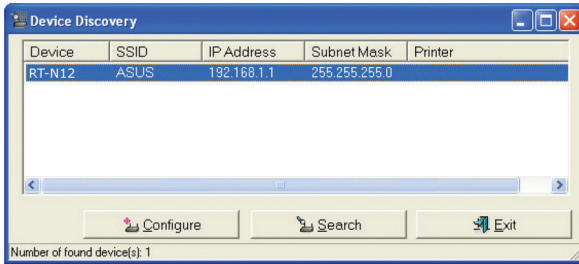 Device Discovery
Device SSID IP Address Subnet Mask Printer
RT-N12 ASUS 192.168.1.1 255.255.255.0
Configure Search Exit
Number of found device(s): 1